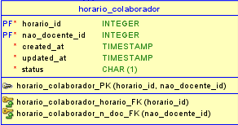 horario_colaborador
PF* horario_id INTEGER
PF* nao_docente_id INTEGER
* created_at TIMESTAMP
* updated_at TIMESTAMP
* status CHAR (1)
horario_colaborador_PK (horario_id, nao_docente_id)
horario_colaborador_horario_FK (horario_id)
horario_colaborador_n_doc_FK (nao_docente_id)